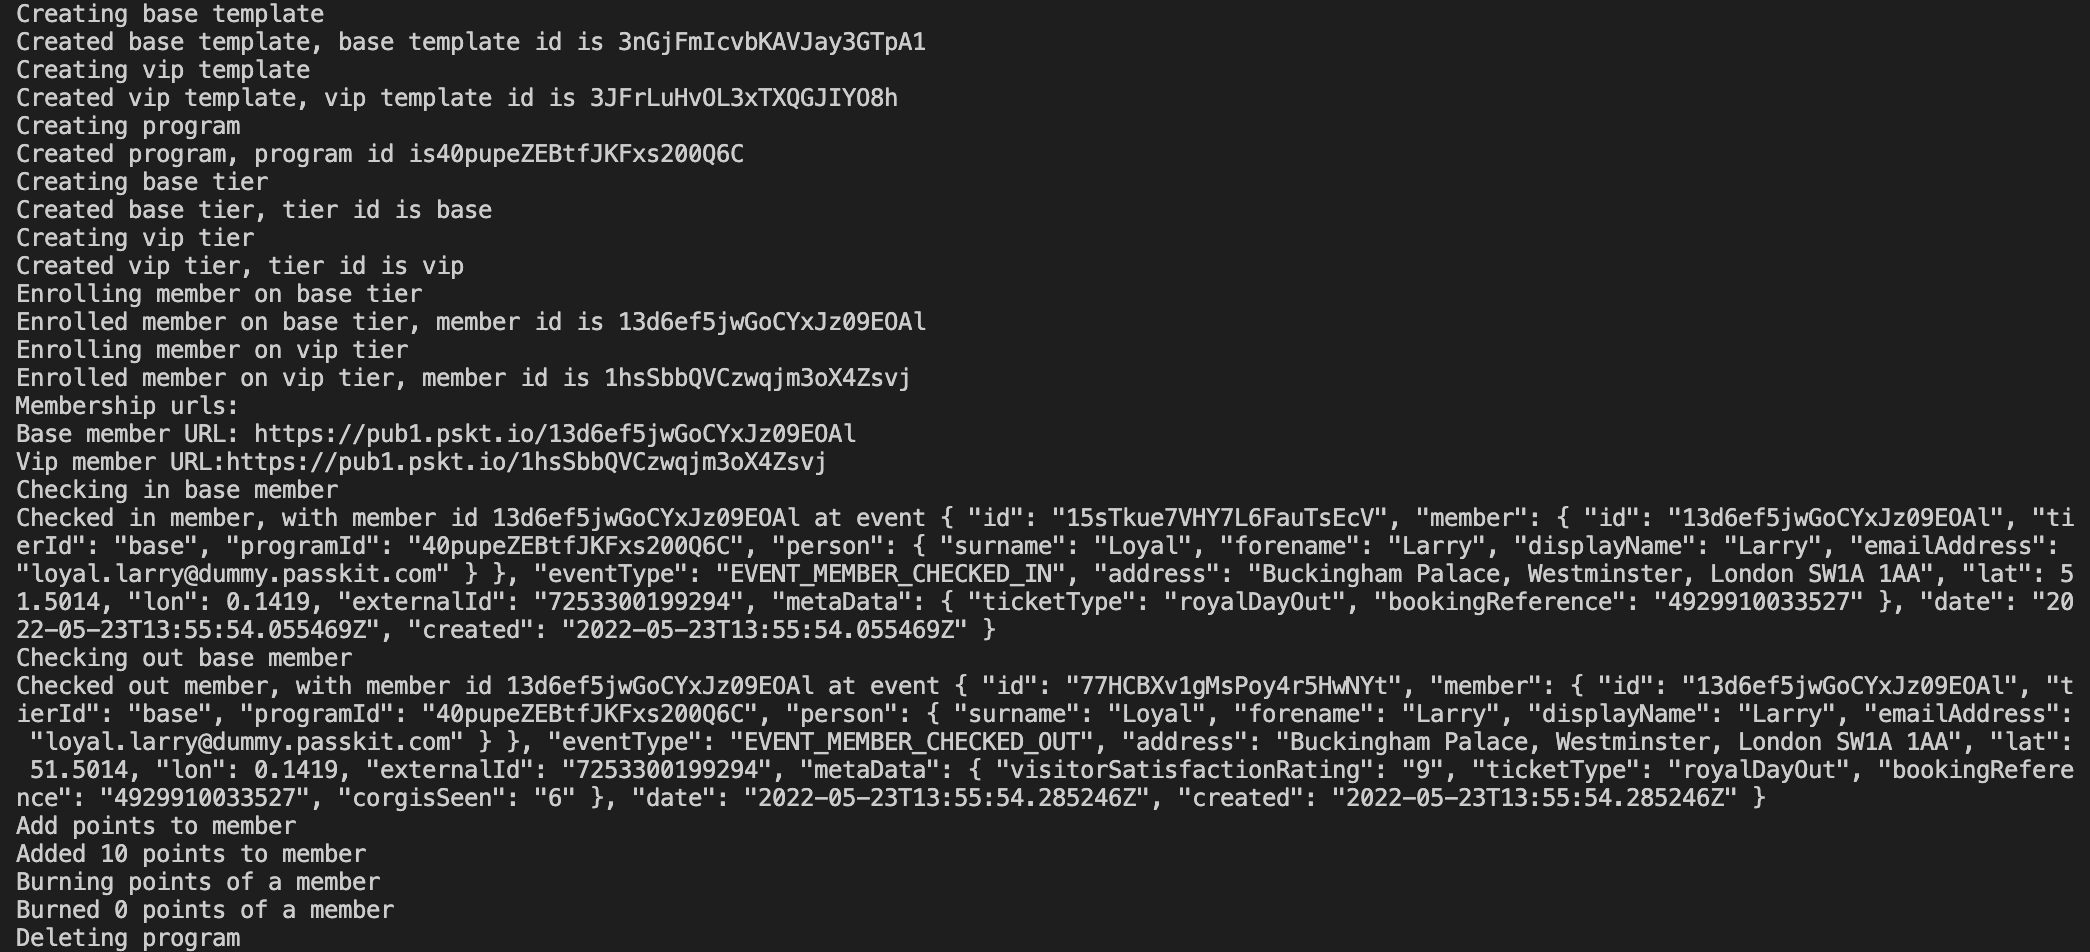 Creating base template
Created base template, base template id is 3nGjFmIcvbKAVJay3GTpA1
Creating vip template
Created vip template, vip template id is 3JFrLuHvOL3xTXQGJIYO8h
Creating program
Created program, program id is40pupeZEBtfJKFxs200Q6C
Creating base tier
Created base tier, tier id is base
Creating vip tier
Created vip tier, tier id is vip
Enrolling member on base tier
Enrolled member on base tier, member id is 13d6ef5jwGoCYxJz09EOAl
Enrolling member on vip tier
Enrolled member on vip tier, member id is 1hsSbbQVCzwqjm3oX4Zsvj
Membership urls:
Base member URL: https://pub1.pskt.io/13d6ef5jwGoCYxJz09EOAl
Vip member URL:https://pub1.pskt.io/1hsSbbQVCzwqjm3oX4Zsvj
Checking in base member
Checked in member, with member id 13d6ef5jwGoCYxJz09EOAl at event { "id": "15sTkue7VHY7L6FauTsEcV", "member": { "id": "13d6ef5jwGoCYxJz09EOAl", "ti
erId": "base", "programId": "40pupeZEBtfJKFxs200Q6C", "person": { "surname": "Loyal", "forename": "Larry", "displayName": "Larry", "emailAddress":
"loyal.larry@dummy.passkit.com" } }, "eventType": "EVENT_MEMBER_CHECKED_IN", "address": "Buckingham Palace, Westminster, London SW1A 1AA", "lat": 5
1.5014, "lon": 0.1419, "externalId": "7253300199294", "metaData": { "ticketType": "royalDayOut", "bookingReference": "4929910033527" }, "date": "20
22-05-23T13:55:54.055469Z", "created": "2022-05-23T13:55:54.055469Z" }
Checking out base member
Checked out member, with member id 13d6ef5jwGoCYxJz09EOAl at event { "id": "77HCBXv1gMsPoy4r5HwNYt", "member": { "id": "13d6ef5jwGoCYxJz09EOAl", "t
ierId": "base", "programId": "40pupeZEBtfJKFxs200Q6C", "person": { "surname": "Loyal", "forename": "Larry", "displayName": "Larry", "emailAddress":
"loyal.larry@dummy.passkit.com" } }, "eventType": "EVENT_MEMBER_CHECKED_OUT", "address": "Buckingham Palace, Westminster, London SW1A 1AA", "lat":
51.5014, "lon": 0.1419, "externalId": "7253300199294", "metaData": { "visitorSatisfactionRating": "9", "ticketType": "royalDayOut", "bookingRefere
nce": "4929910033527", "corgisSeen": "6" }, "date": "2022-05-23T13:55:54.285246Z", "created": "2022-05-23T13:55:54.285246Z" }
Add points to member
Added 10 points to member
Burning points of a member
Burned 0 points of a member
Deleting program